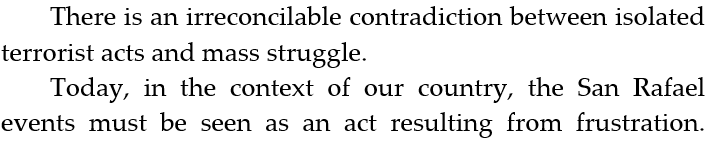 There is an irreconcilable contradiction between isolated
terrorist acts and mass struggle.
Today, in the context of our country, the San Rafael
events must be seen as an act resulting from frustration.